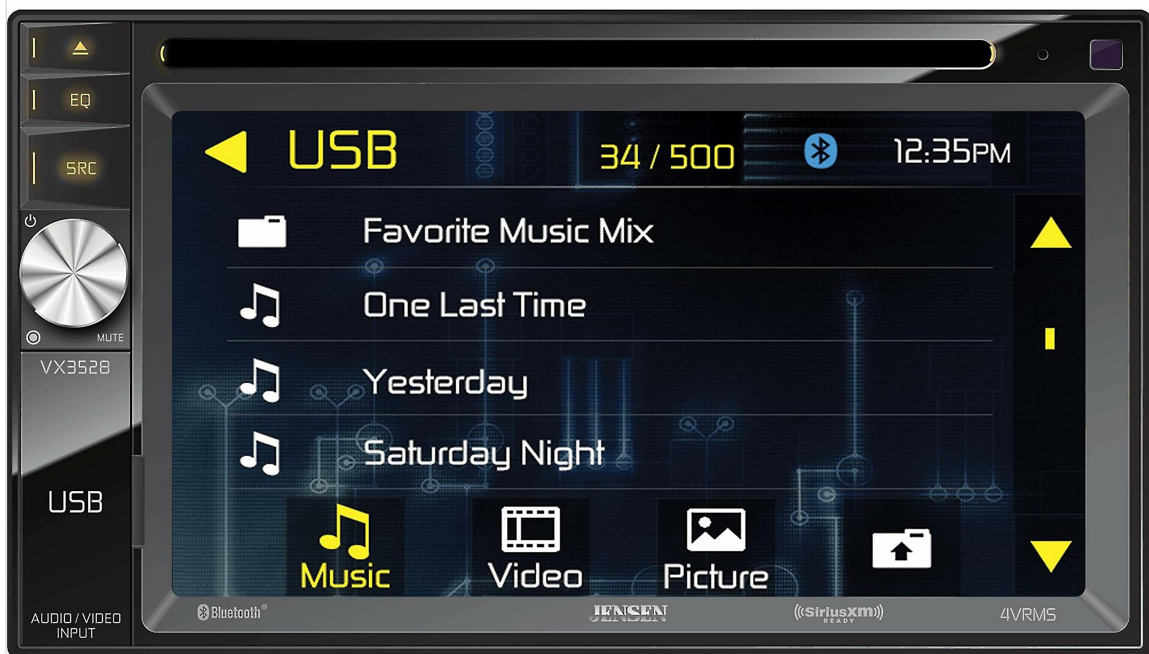 EQ
SRC
MUTE
VX3528
USB
AUDIO / VIDEO
INPUT
USB
34 / 500
12:35PM
Favorite Music Mix
One Last Time
Yesterday
Saturday Night
Music
Video
Picture
Bluetooth®
JENSEN
((SiriusXM))
READY
4VRMS